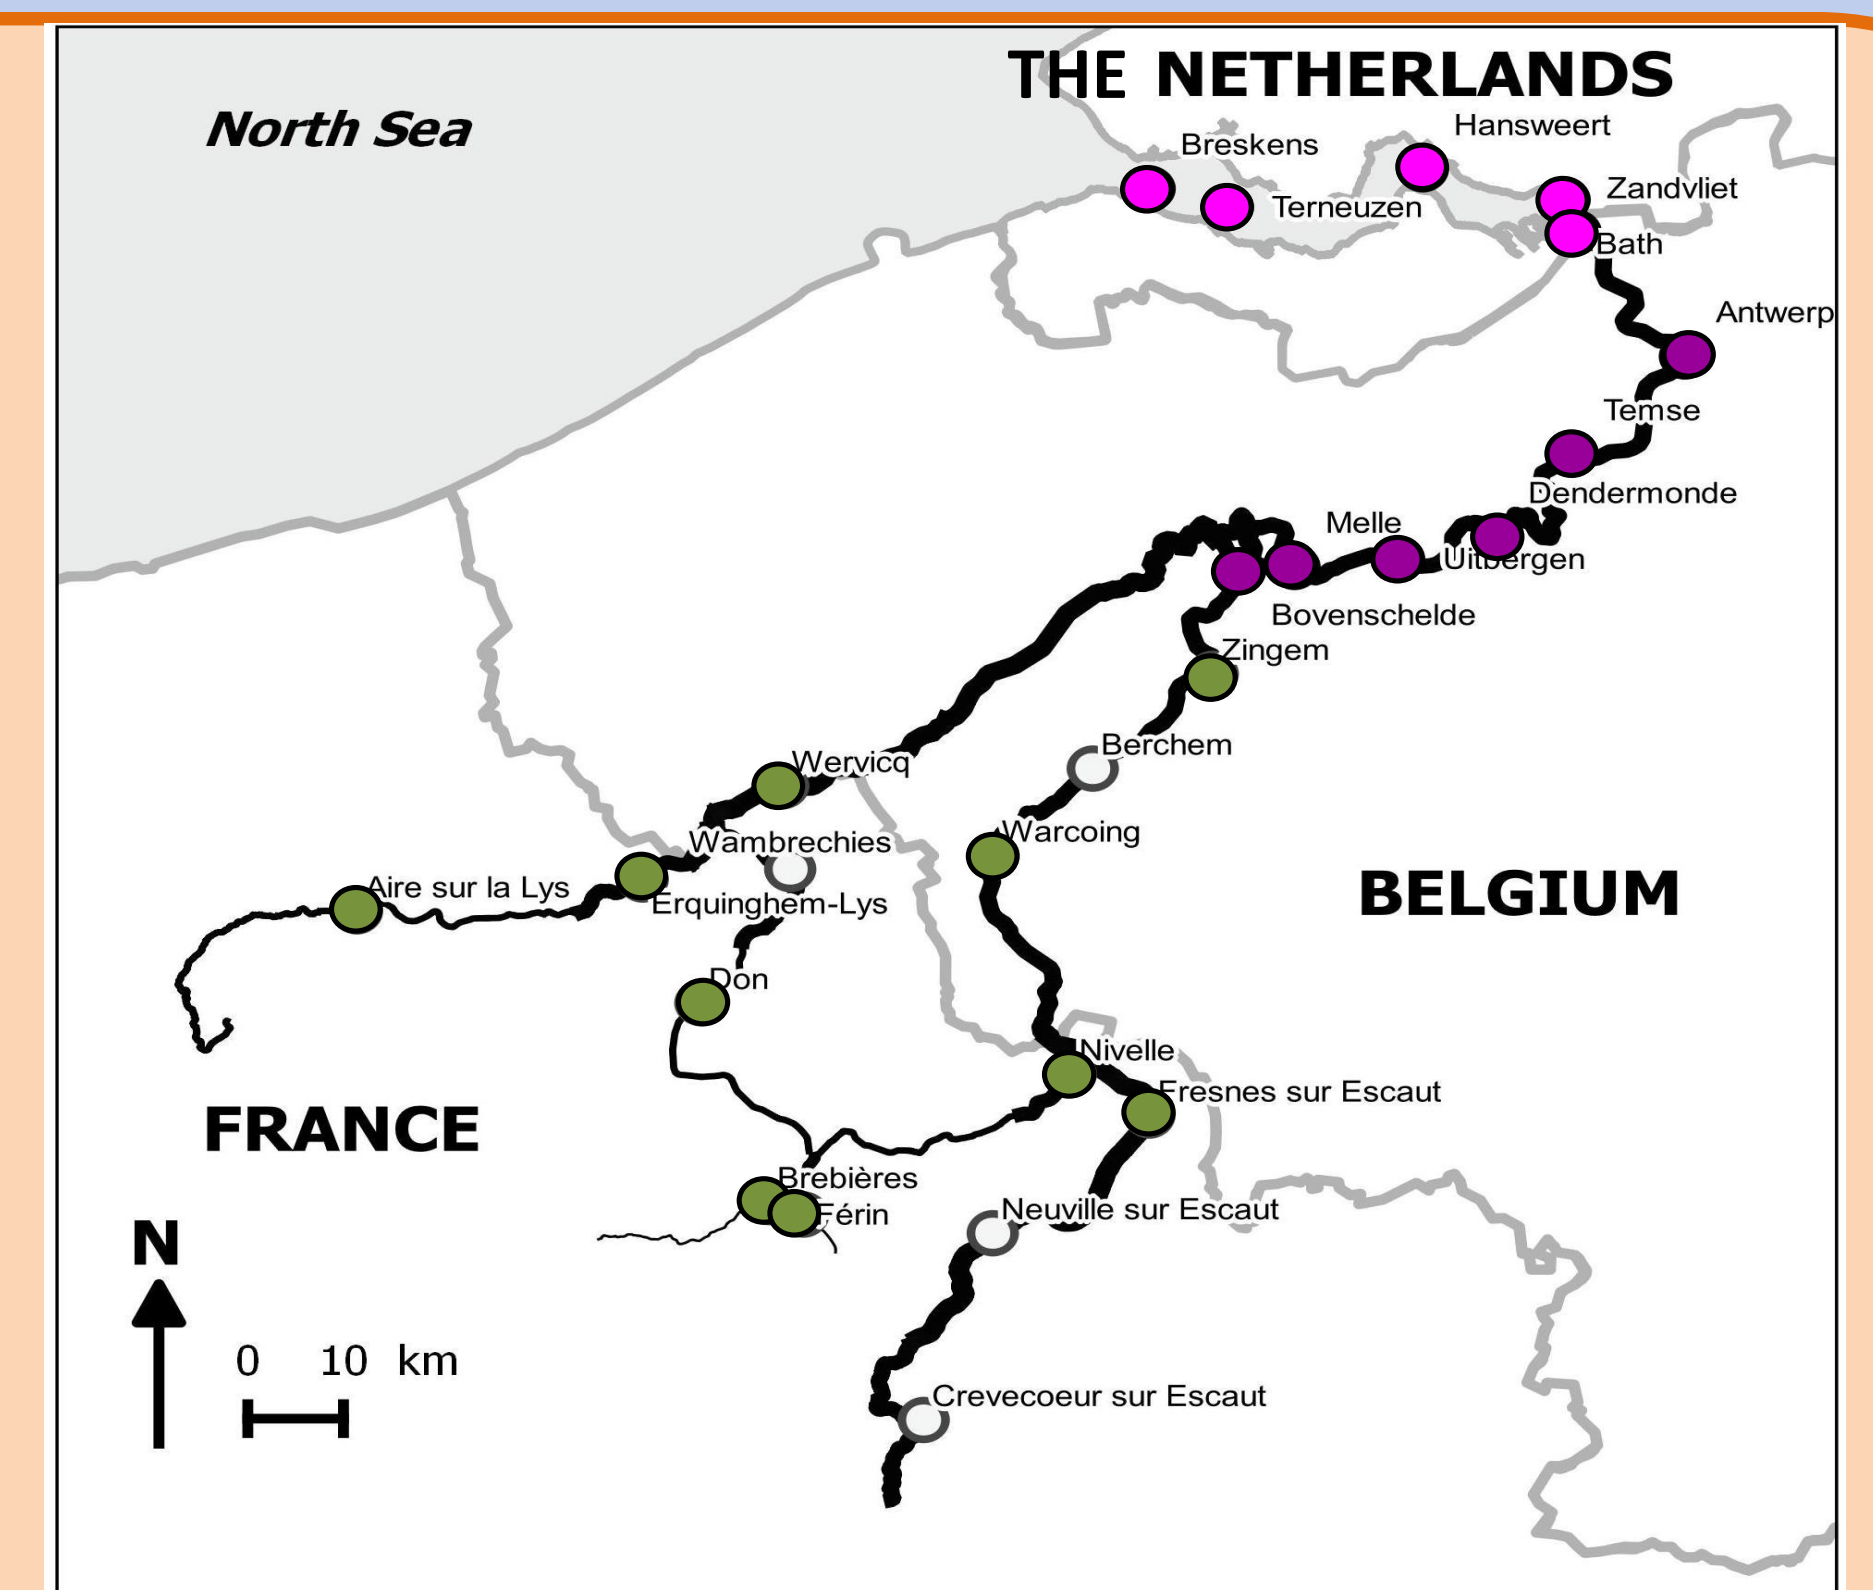 THE NETHERLANDS
North Sea
Hansweert
Breskens
Zandvliet
Terneuzen
Bath
Antwerp
Temse
Dendermonde
Melle
Uitbergen
Bovenschelde
Zingem
Berchem
Wervicq
Warcoing
Wambrechies
BELGIUM
Aire sur la Lys
Erquinghem-Lys
Don
Nivelle
Fresnes sur Escaut
FRANCE
Brebières
Neuville sur Escaut
Férin
N
0 10 km
Crevecoeur sur Escaut